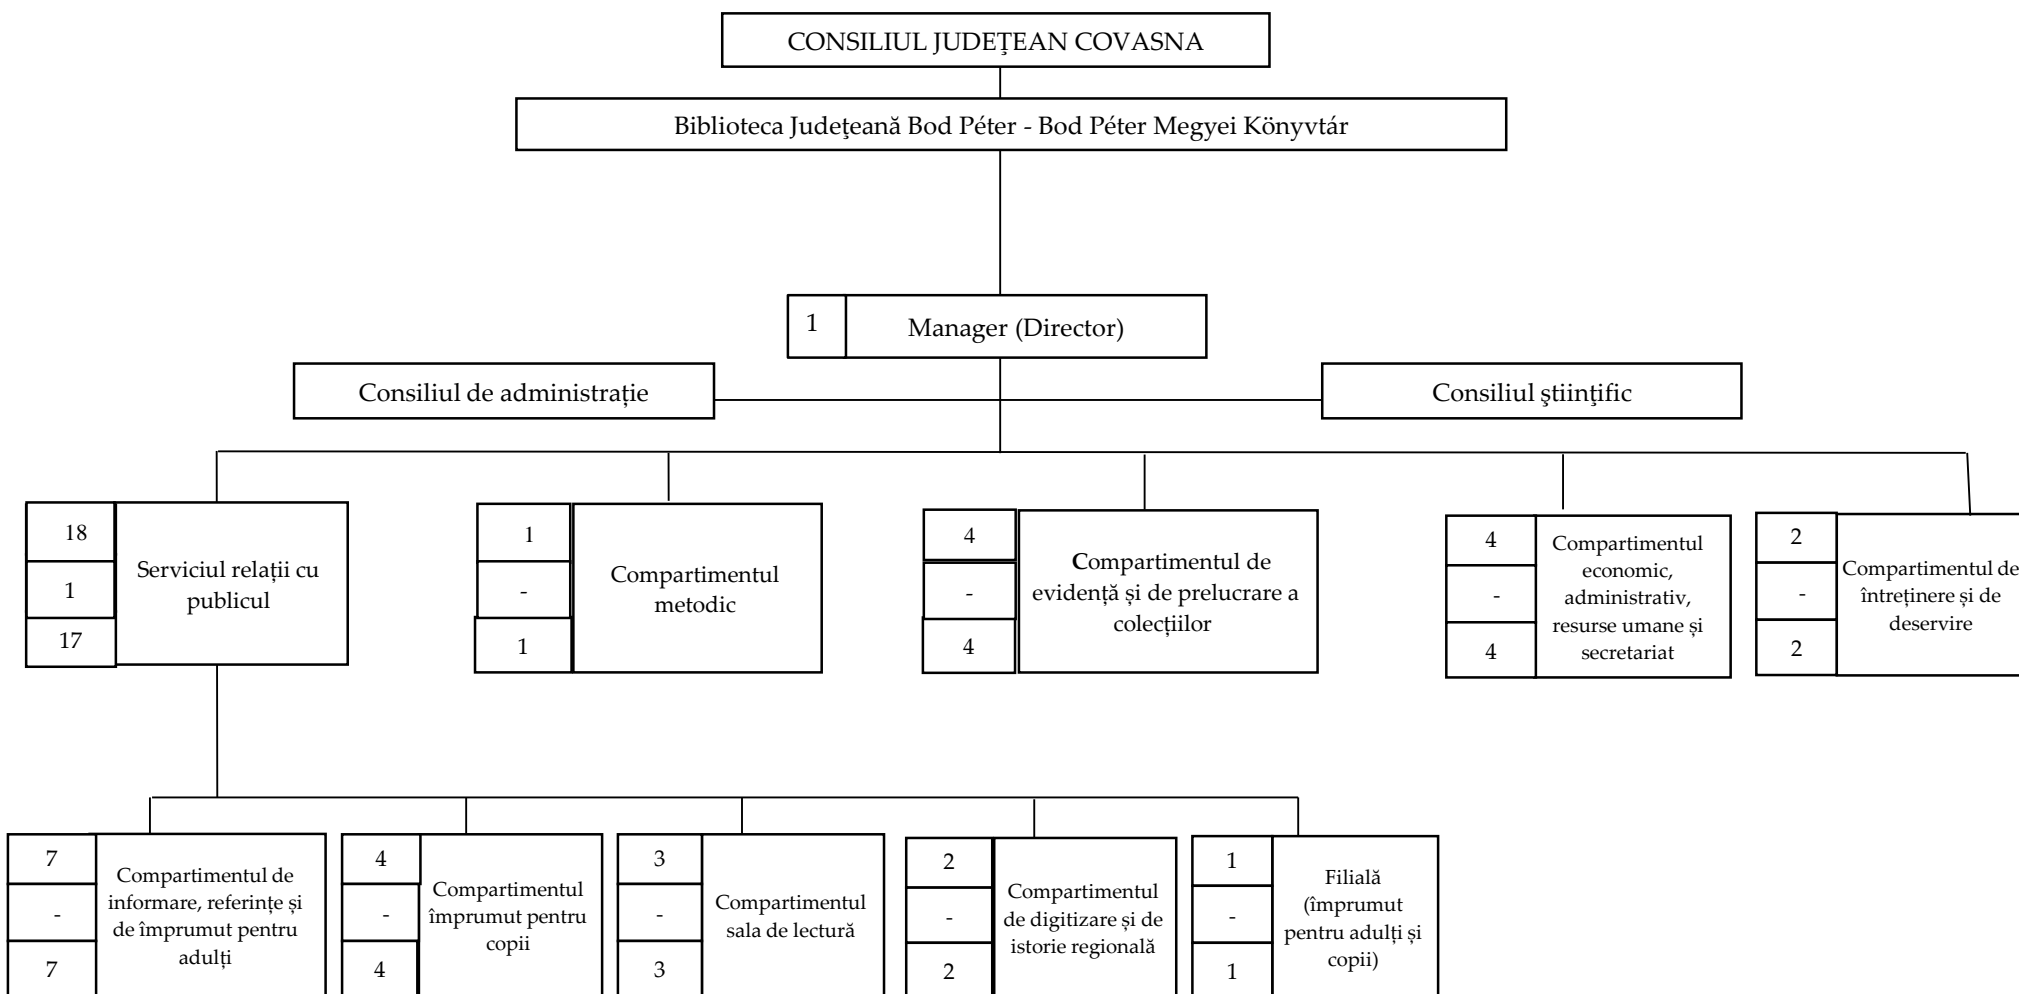 CONSILIUL JUDEŢEAN COVASNA
Biblioteca Judeţeană Bod Péter - Bod Péter Megyei Könyvtár
1
Manager (Director)
Consiliul de administrație
Consiliul ştiinţific
18
1
17
Serviciul relații cu
publicul
1
-
1
Compartimentul
metodic
4
-
4
Compartimentul de
evidență și de prelucrare a
colecțiilor
4
-
4
Compartimentul
economic,
administrativ,
resurse umane și
secretariat
2
-
2
Compartimentul de
întreținere și de
deservire
7
-
7
Compartimentul de
informare, referințe și
de împrumut pentru
adulți
4
-
4
Compartimentul
împrumut pentru
copii
3
-
3
Compartimentul
sala de lectură
2
-
2
Compartimentul
de digitizare și de
istorie regională
1
-
1
Filială
(împrumut
pentru adulți și
copii)